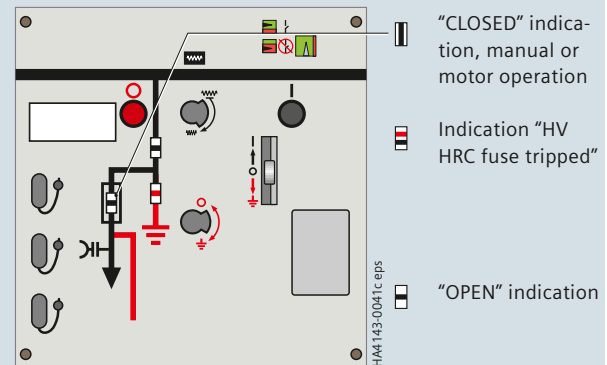 “CLOSED” indica-
tion, manual or
motor operation
Indication “HV
HRC fuse tripped”
“OPEN” indication
HA4143-0041c eps